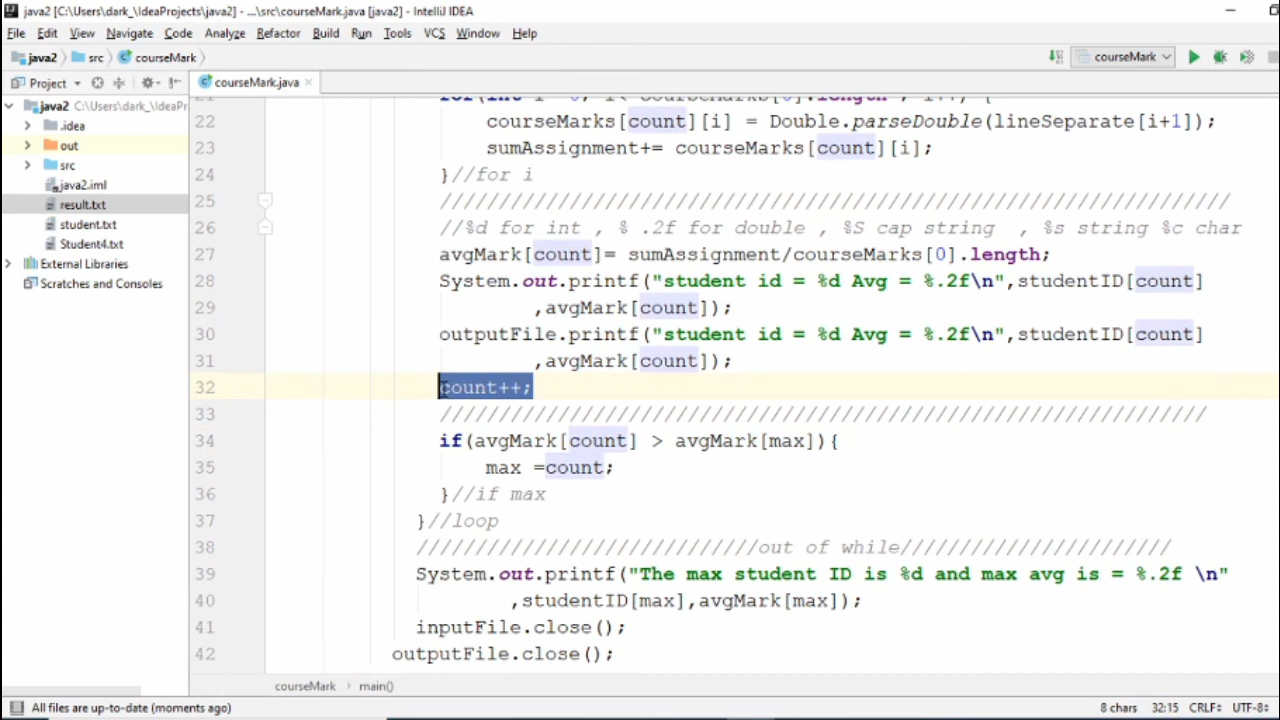 java2 [C:\Users\dark_\IdeaProjects\java2] - ...\src\courseMark.java [java2] - IntelliJ IDEA
File Edit View Navigate Code Analyze Refactor Build Run Tools VCS Window Help
java2 src courseMark courseMark
Project courseMark.java
java2 C:\Users\dark_\IdeaPr
.idea
out
src
java2.iml
result.txt
student.txt
Student4.txt
External Libraries
Scratches and Consoles
22 courseMarks[count][i] = Double.parseDouble(lineSeparate[i+1]);
23 sumAssignment+= courseMarks[count][i];
24 }//for i
25 ///////////////////////////////////////////////////////////////////
26 //%d for int , % .2f for double , %S cap string  , %s string %c char
27 avgMark[count]= sumAssignment/courseMarks[0].length;
28 System.out.printf("student id = %d Avg = %.2f\n",studentID[count]
29 ,avgMark[count]);
30 outputFile.printf("student id = %d Avg = %.2f\n",studentID[count]
31 ,avgMark[count]);
32 count++;
33 /////////////////////////////////////////////////////////////////
34 if(avgMark[count] > avgMark[max]){
35 max =count;
36 }//if max
37 }//loop
38 /////////////////////////////out of while///////////////////////
39 System.out.printf("The max student ID is %d and max avg is = %.2f \n"
40 ,studentID[max],avgMark[max]);
41 inputFile.close();
42 outputFile.close();
courseMark main()
All files are up-to-date (moments ago) 8 chars 32:15 CRLF UTF-8